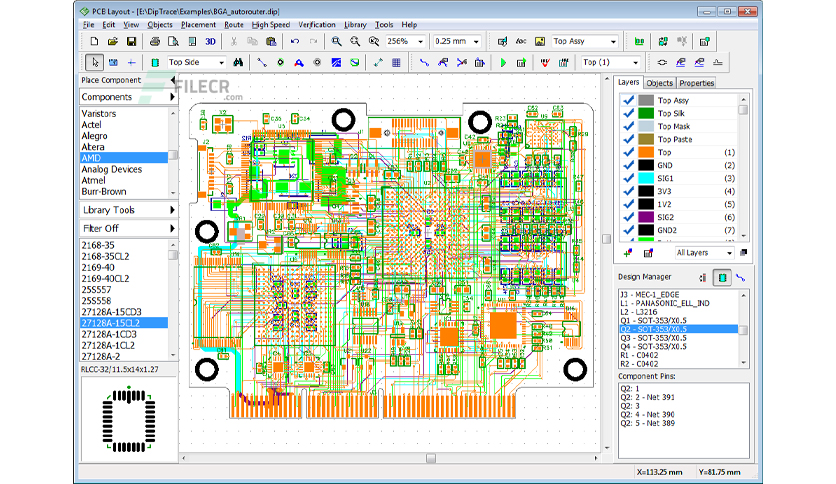 PCB Layout - [E:\DipTrace\Examples\BGA_autorouter.dip]
File Edit View Objects Placement Route High Speed Verification Library Tools Help
3D 256% 0.25 mm Abc Top Assy
Top Side Top (1)
Place Component
FILECR
.com
Components
Varistors
Actel
Alegro
Altera
AMD
Analog Devices
Atmel
Burr-Brown
Library Tools
Filter Off
2168-35
2168-35CL2
2169-40
2169-40CL2
255557
255558
27128A-15CD3
27128A-15CL2
27128A-1CD3
27128A-1CL2
27128A-2
RLCC-32/11.5x14x1.27
Layers Objects Properties
Top Assy
Top Silk
Top Mask
Top Paste
Top (1)
GND (2)
SIG1 (3)
3V3 (4)
1V2 (5)
SIG2 (6)
GND2 (7)
All Layers
Design Manager
J3 - MEC-1_EDGE
L1 - PANASONIC_ELL_IND
L2 - L3216
Q1 - SOT-353/X0.5
Q2 - SOT-353/X0.5
Q3 - SOT-353/X0.5
Q4 - SOT-353/X0.5
R1 - C0402
R2 - C0402
Component Pins:
Q2: 1
Q2: 2 - Net 391
Q2: 3
Q2: 4 - Net 390
Q2: 5 - Net 389
X=113.25 mm Y=81.75 mm